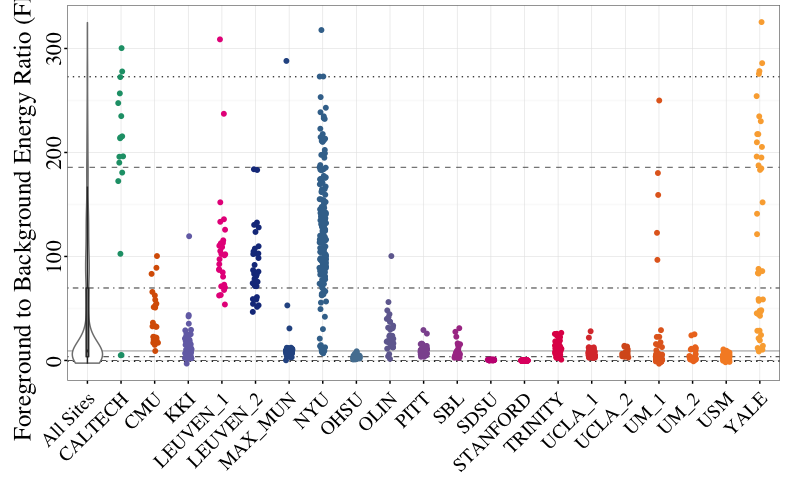 Foreground to Background Energy Ratio (F
300
200
100
0
All Sites
CALTECH
CMU
KKI
LEUVEN_1
LEUVEN_2
MAX_MUN
NYU
OHSU
OLIN
PITT
SBL
SDSU
STANFORD
TRINITY
UCLA_1
UCLA_2
UM_1
UM_2
USM
YALE